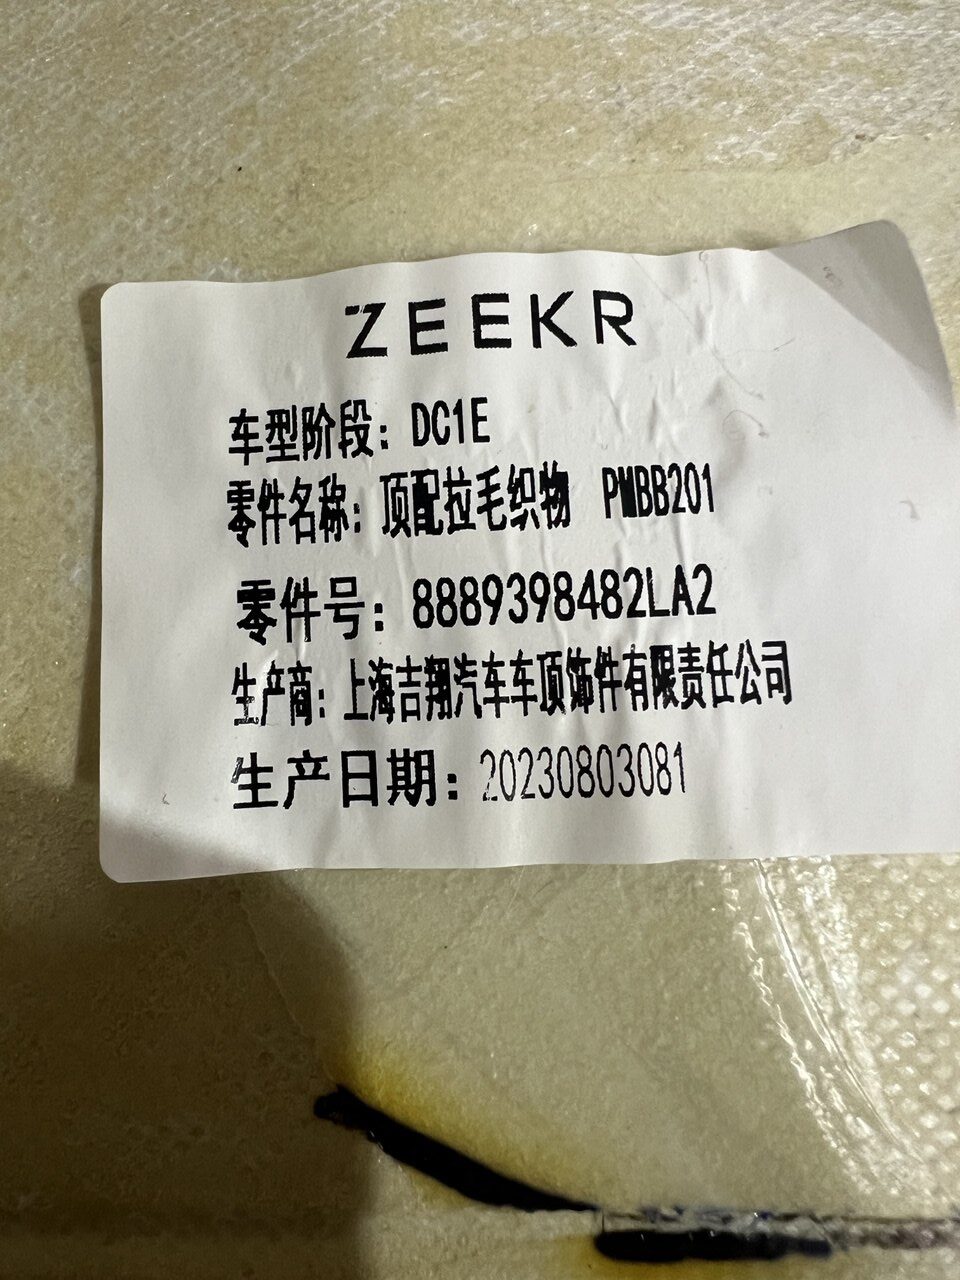 ZEEKR
车型阶段：DC1E
零件名称：顶配拉毛织物 PMBB201
零件号：8889398482LA2
生产商：上海吉翔汽车车顶饰件有限责任公司
生产日期：20230803081